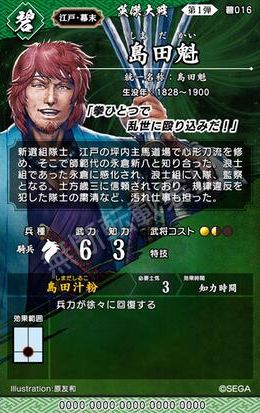 碧
江戸・幕末
英傑大戦
第1弾
碧016
しまだ かい
島田魁
統一名称：島田魁
生没年：1828〜1900
「拳ひとつで
乱世に殴り込みだ！」
新選組隊士。江戸の坪内主馬道場で心形刀流を修
め、そこで師範代の永倉新八と知り合った。浪士
組であった永倉に感化され、浪士組に入隊、監察
となる。土方歳三に信頼されており、規律違反を
犯した隊士の粛清など、汚れ仕事も担った。
兵種 武力 知力 武将コスト
騎兵 6 3 特技
しまだしるこ 必要士気 効果時間
島田汁粉 3 知力時間
兵力が徐々に回復する
効果範囲
Illustration:原友和
©SEGA
0000-0000-0000-0000-0000